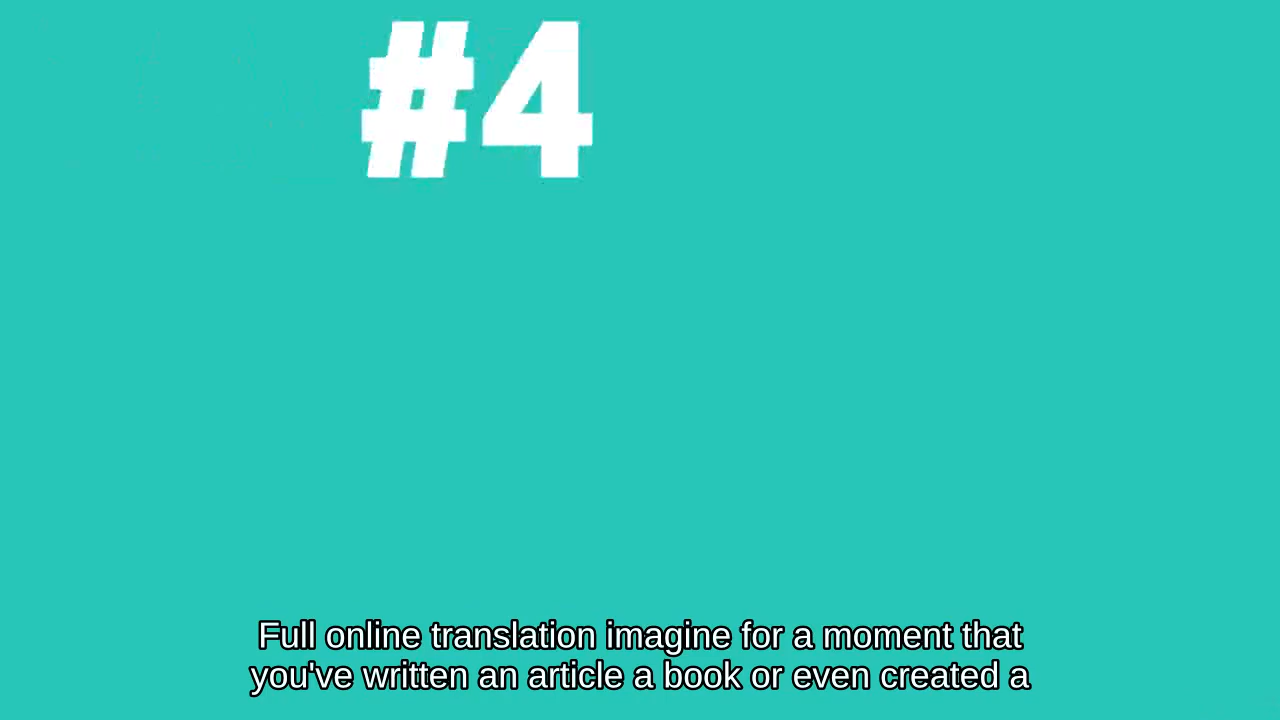 #4
Full online translation imagine for a moment that
you've written an article a book or even created a